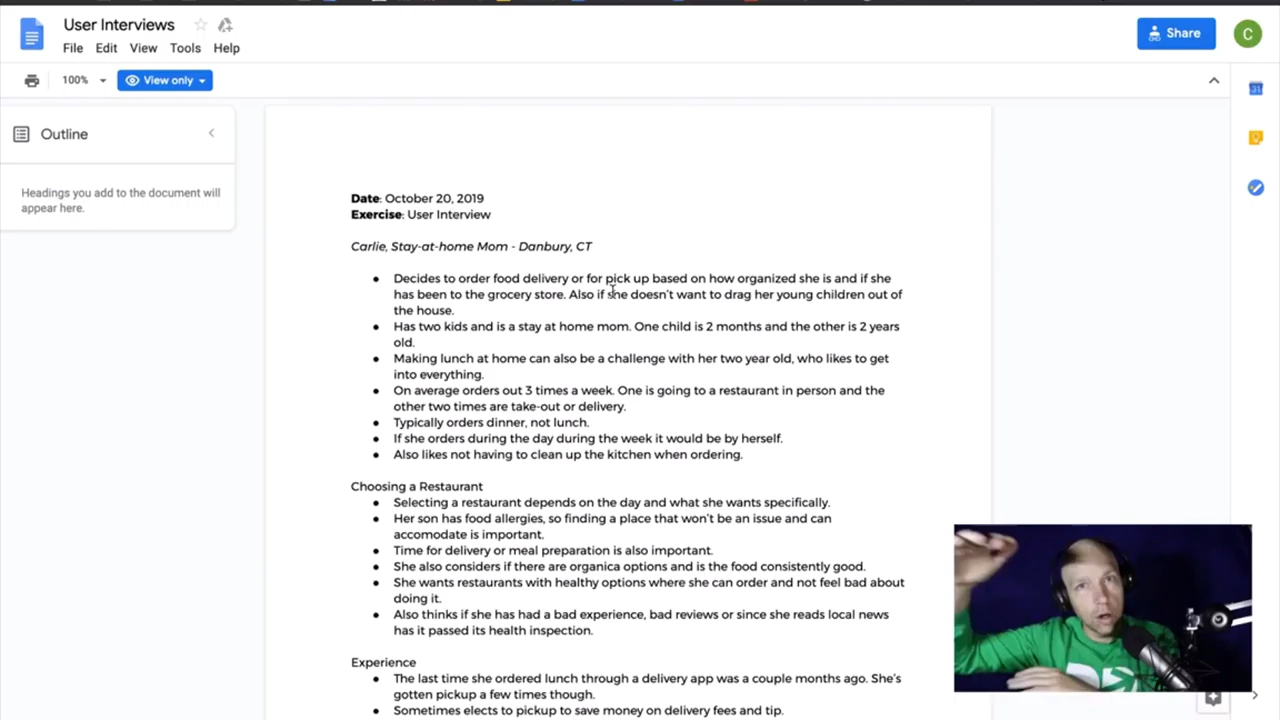 User Interviews
File Edit View Tools Help
Share
C
100% View only
31
Outline
Headings you add to the document will
appear here.
Date: October 20, 2019
Exercise: User Interview
Carlie, Stay-at-home Mom - Danbury, CT
● Decides to order food delivery or for pick up based on how organized she is and if she
has been to the grocery store. Also if she doesn't want to drag her young children out of
the house.
● Has two kids and is a stay at home mom. One child is 2 months and the other is 2 years
old.
● Making lunch at home can also be a challenge with her two year old, who likes to get
into everything.
● On average orders out 3 times a week. One is going to a restaurant in person and the
other two times are take-out or delivery.
● Typically orders dinner, not lunch.
● If she orders during the day during the week it would be by herself.
● Also likes not having to clean up the kitchen when ordering.
Choosing a Restaurant
● Selecting a restaurant depends on the day and what she wants specifically.
● Her son has food allergies, so finding a place that won't be an issue and can
accomodate is important.
● Time for delivery or meal preparation is also important.
● She also considers if there are organica options and is the food consistently good.
● She wants restaurants with healthy options where she can order and not feel bad about
doing it.
● Also thinks if she has had a bad experience, bad reviews or since she reads local news
has it passed its health inspection.
Experience
● The last time she ordered lunch through a delivery app was a couple months ago. She's
gotten pickup a few times though.
● Sometimes elects to pickup to save money on delivery fees and tip.